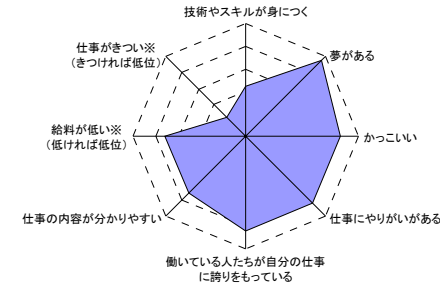 技術やスキルが身につく
夢がある
かっこいい
仕事にやりがいがある
働いている人たちが自分の仕事
に誇りをもっている
仕事の内容が分かりやすい
給料が低い※
(低ければ低位)
仕事がきつい※
(きつければ低位)